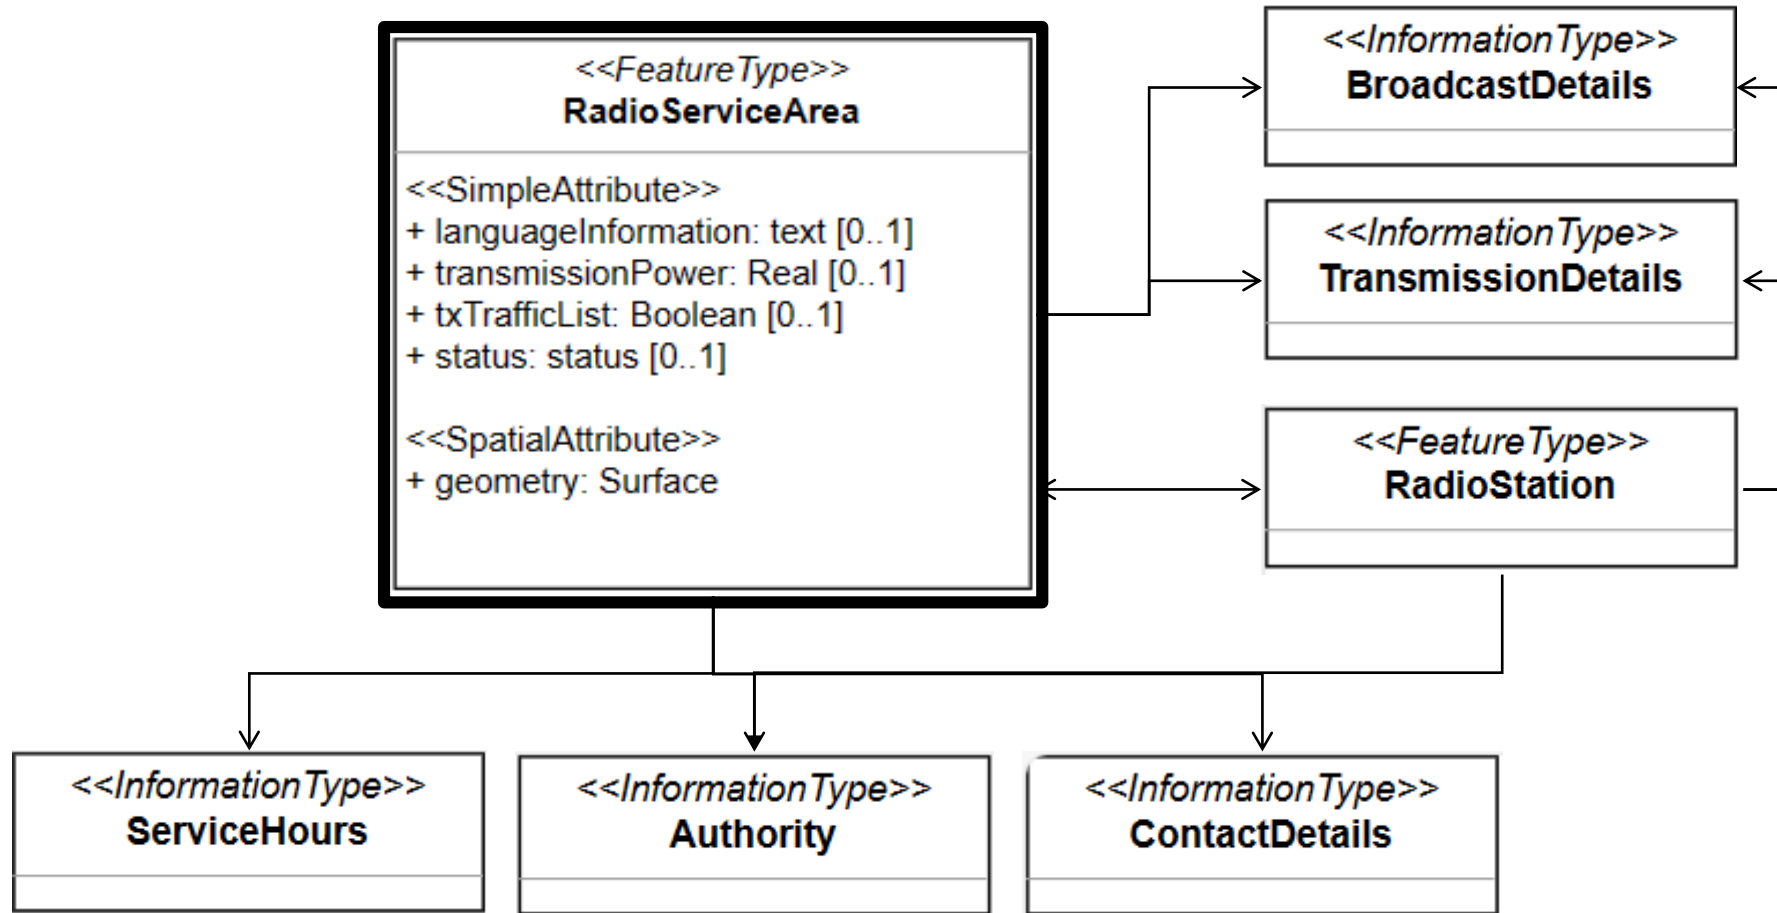 <<FeatureType>>
RadioServiceArea
<<SimpleAttribute>>
+ languageInformation: text [0..1]
+ transmissionPower: Real [0..1]
+ txTrafficList: Boolean [0..1]
+ status: status [0..1]
<<SpatialAttribute>>
+ geometry: Surface
<<InformationType>>
BroadcastDetails
<<InformationType>>
TransmissionDetails
<<FeatureType>>
RadioStation
<<InformationType>>
ServiceHours
<<InformationType>>
Authority
<<InformationType>>
ContactDetails